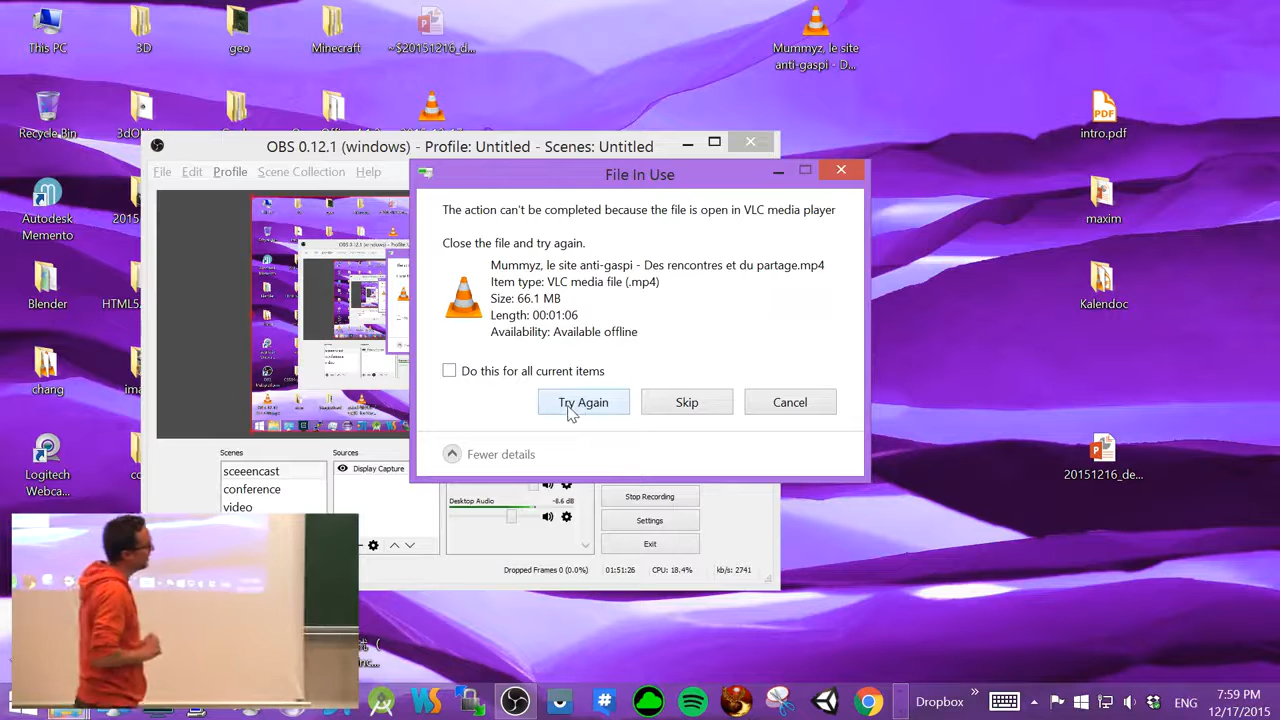 This PC
3D
geo
Minecraft
~$20151216_d...
Mummyz, le site
anti-gaspi - D...
Recycle Bin
intro.pdf
Autodesk
Memento
2015
maxim
Blender
HTML5
Kalendoc
chang
Logitech
Webca...
20151216_de...
OBS 0.12.1 (windows) - Profile: Untitled - Scenes: Untitled
File Edit Profile Scene Collection Help
File In Use
The action can't be completed because the file is open in VLC media player
Close the file and try again.
Mummyz, le site anti-gaspi - Des rencontres et du partage.mp4
Item type: VLC media file (.mp4)
Size: 66.1 MB
Length: 00:01:06
Availability: Available offline
Do this for all current items
Try Again Skip Cancel
Fewer details
Scenes Sources
sceeencast
conference
video
Display Capture
Desktop Audio -8.6 dB
Stop Recording
Settings
Exit
Dropped Frames 0 (0.0%) 01:51:26 CPU: 18.4% kb/s: 2741
Dropbox
ENG
7:59 PM
12/17/2015